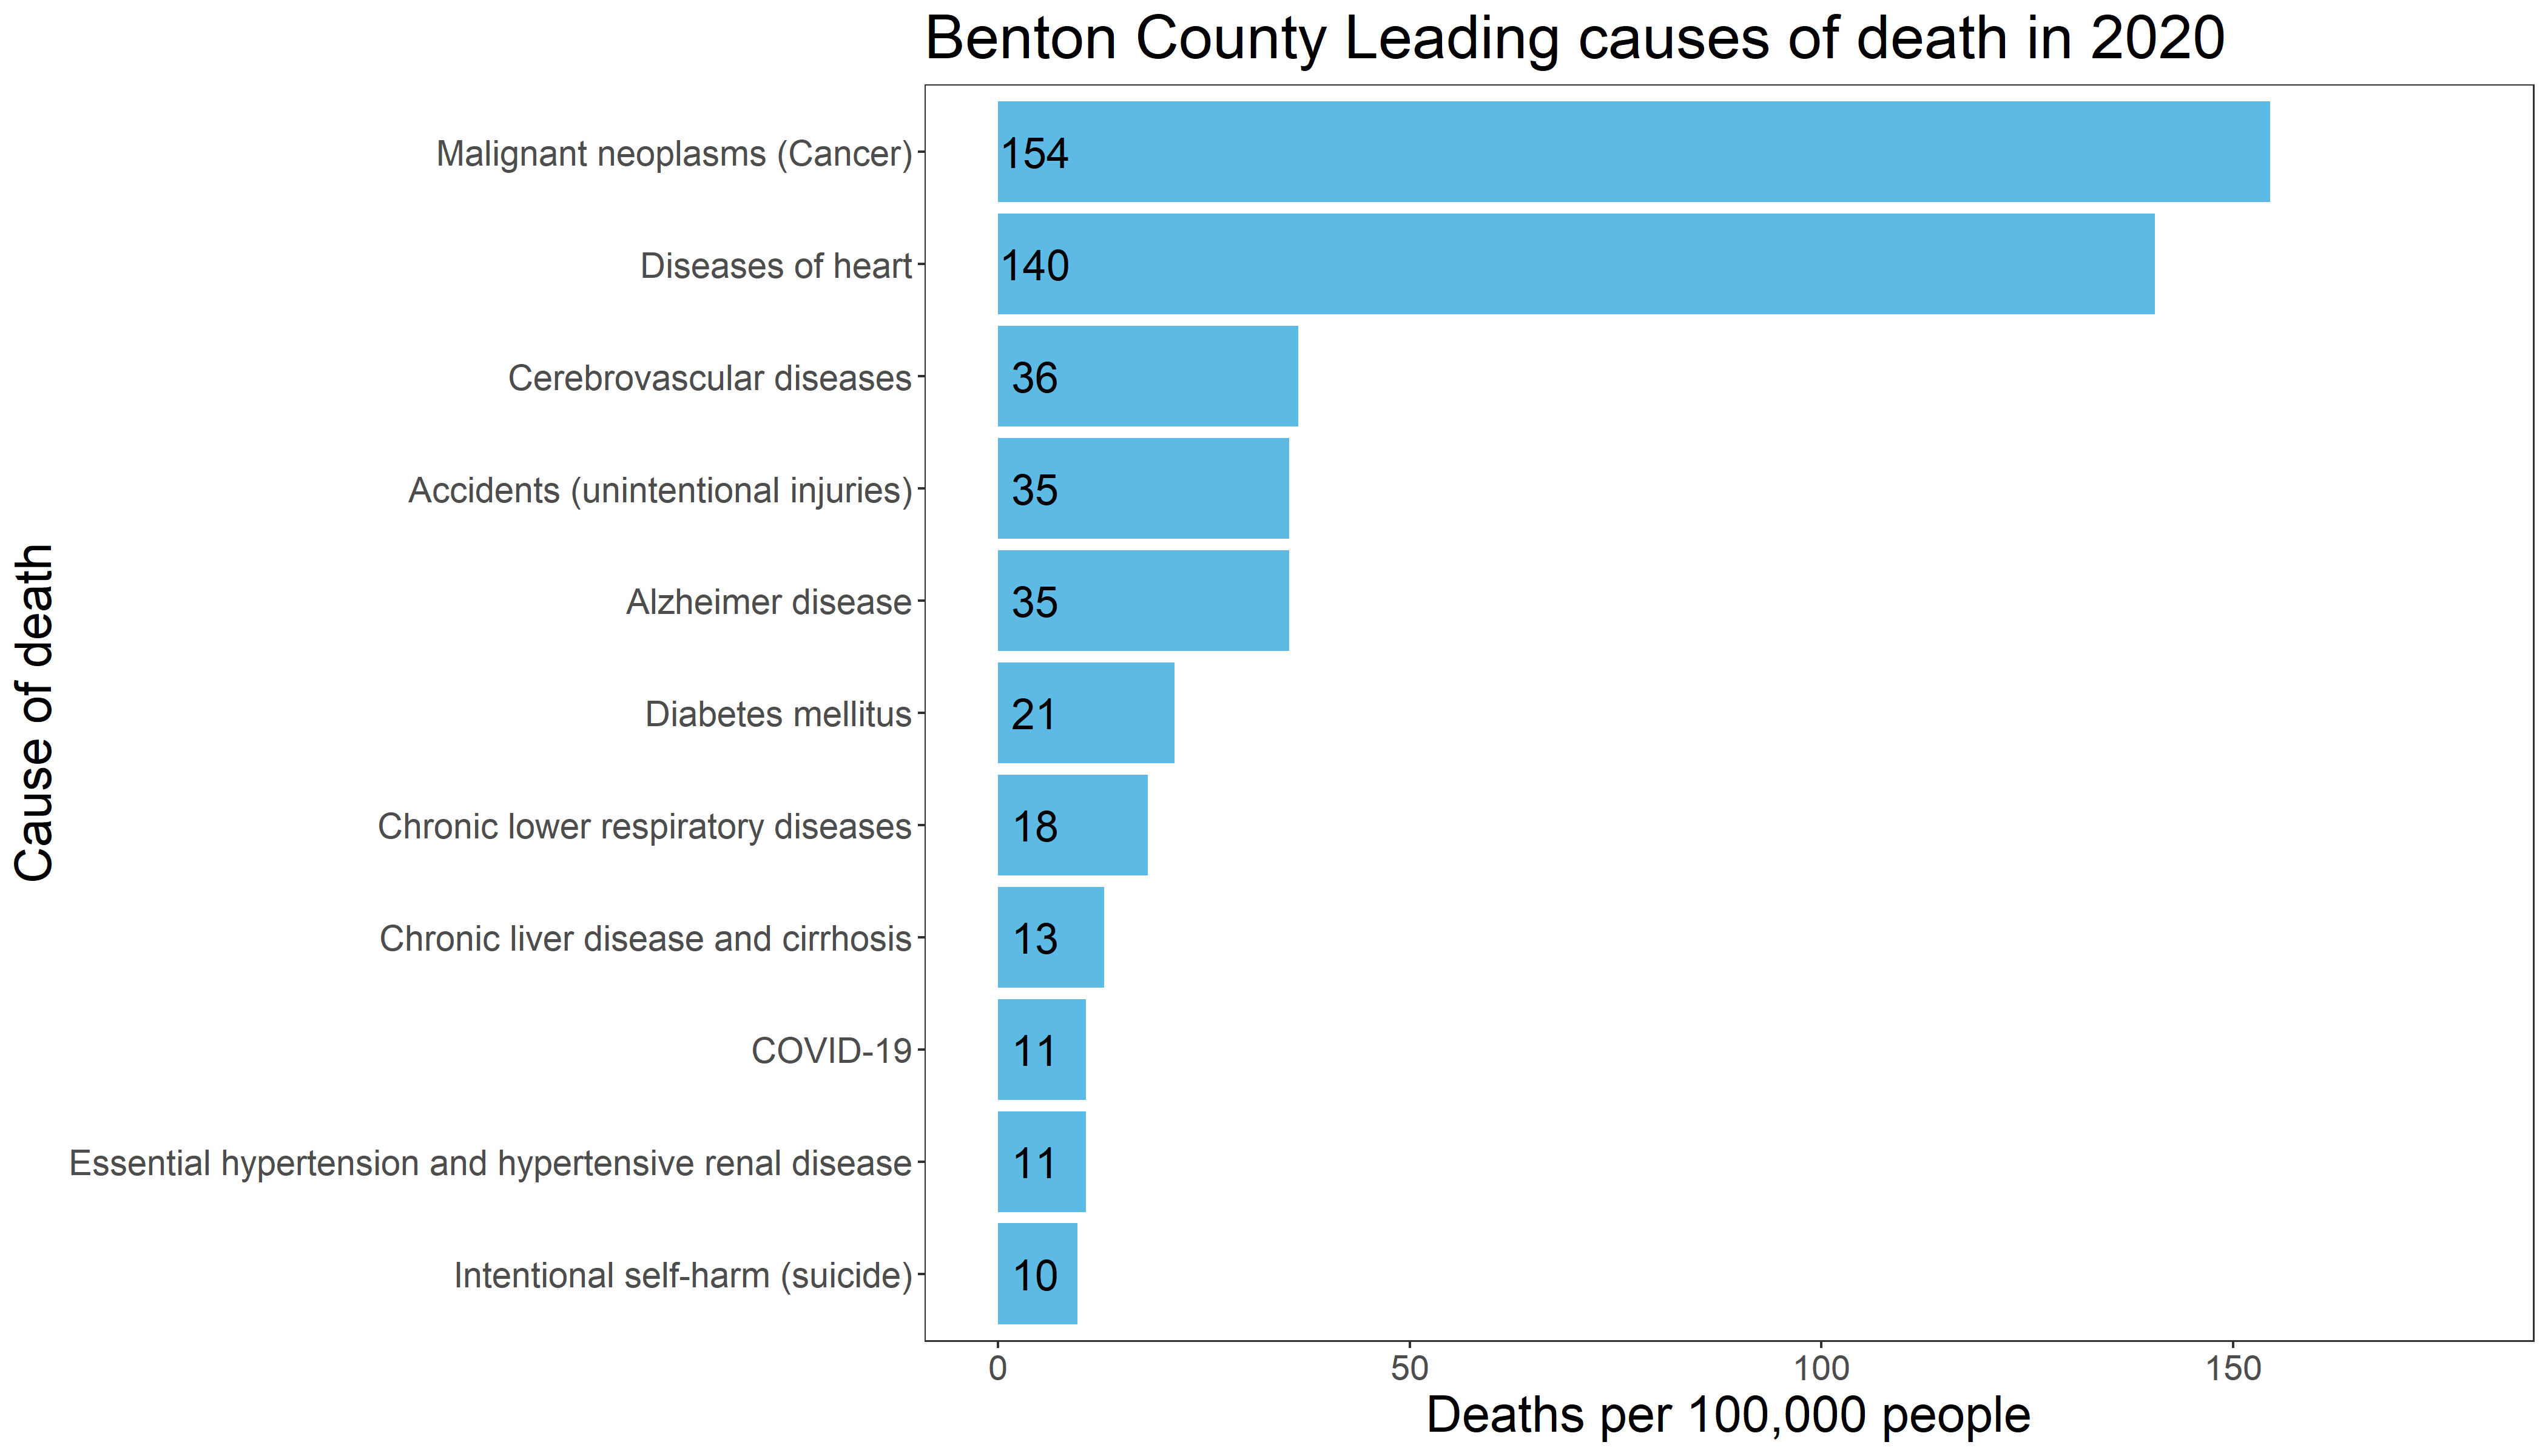 Benton County Leading causes of death in 2020
Cause of death
Malignant neoplasms (Cancer) 154
Diseases of heart 140
Cerebrovascular diseases 36
Accidents (unintentional injuries) 35
Alzheimer disease 35
Diabetes mellitus 21
Chronic lower respiratory diseases 18
Chronic liver disease and cirrhosis 13
COVID-19 11
Essential hypertension and hypertensive renal disease 11
Intentional self-harm (suicide) 10
0 50 100 150
Deaths per 100,000 people